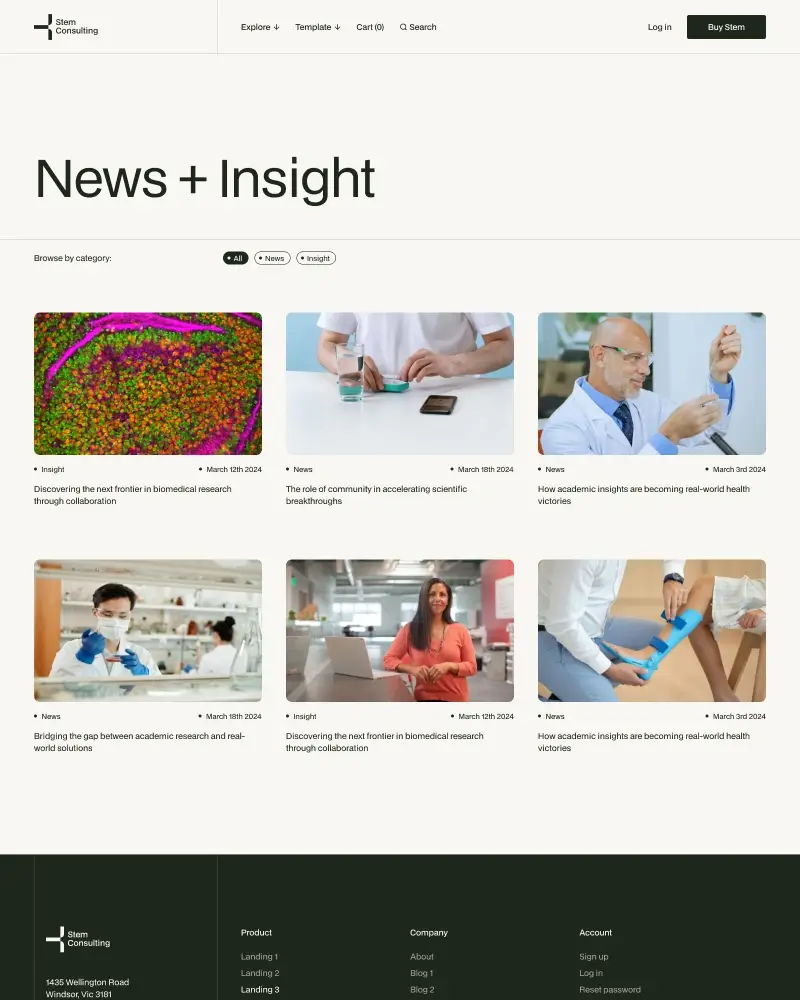 Stem
Consulting
Explore ↓
Template ↓
Cart (0)
Search
Log in
Buy Stem
News + Insight
Browse by category:
All
News
Insight
Insight
March 12th 2024
Discovering the next frontier in biomedical research
through collaboration
News
March 18th 2024
The role of community in accelerating scientific
breakthroughs
News
March 3rd 2024
How academic insights are becoming real-world health
victories
News
March 18th 2024
Bridging the gap between academic research and real-
world solutions
Insight
March 12th 2024
Discovering the next frontier in biomedical research
through collaboration
News
March 3rd 2024
How academic insights are becoming real-world health
victories
Stem
Consulting
1435 Wellington Road
Windsor, Vic 3181
Product
Landing 1
Landing 2
Landing 3
Company
About
Blog 1
Blog 2
Account
Sign up
Log in
Reset password